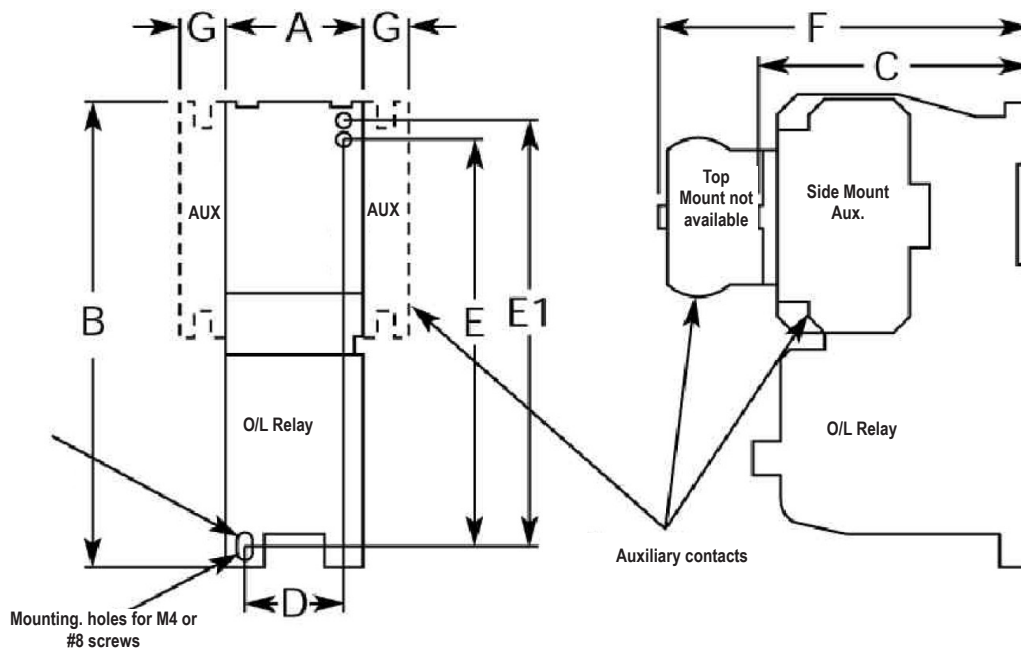 G A G
F
C
Top
Mount not
available
Side Mount
Aux.
AUX
AUX
B
E
E1
O/L Relay
O/L Relay
Auxiliary contacts
D
Mounting. holes for M4 or
#8 screws